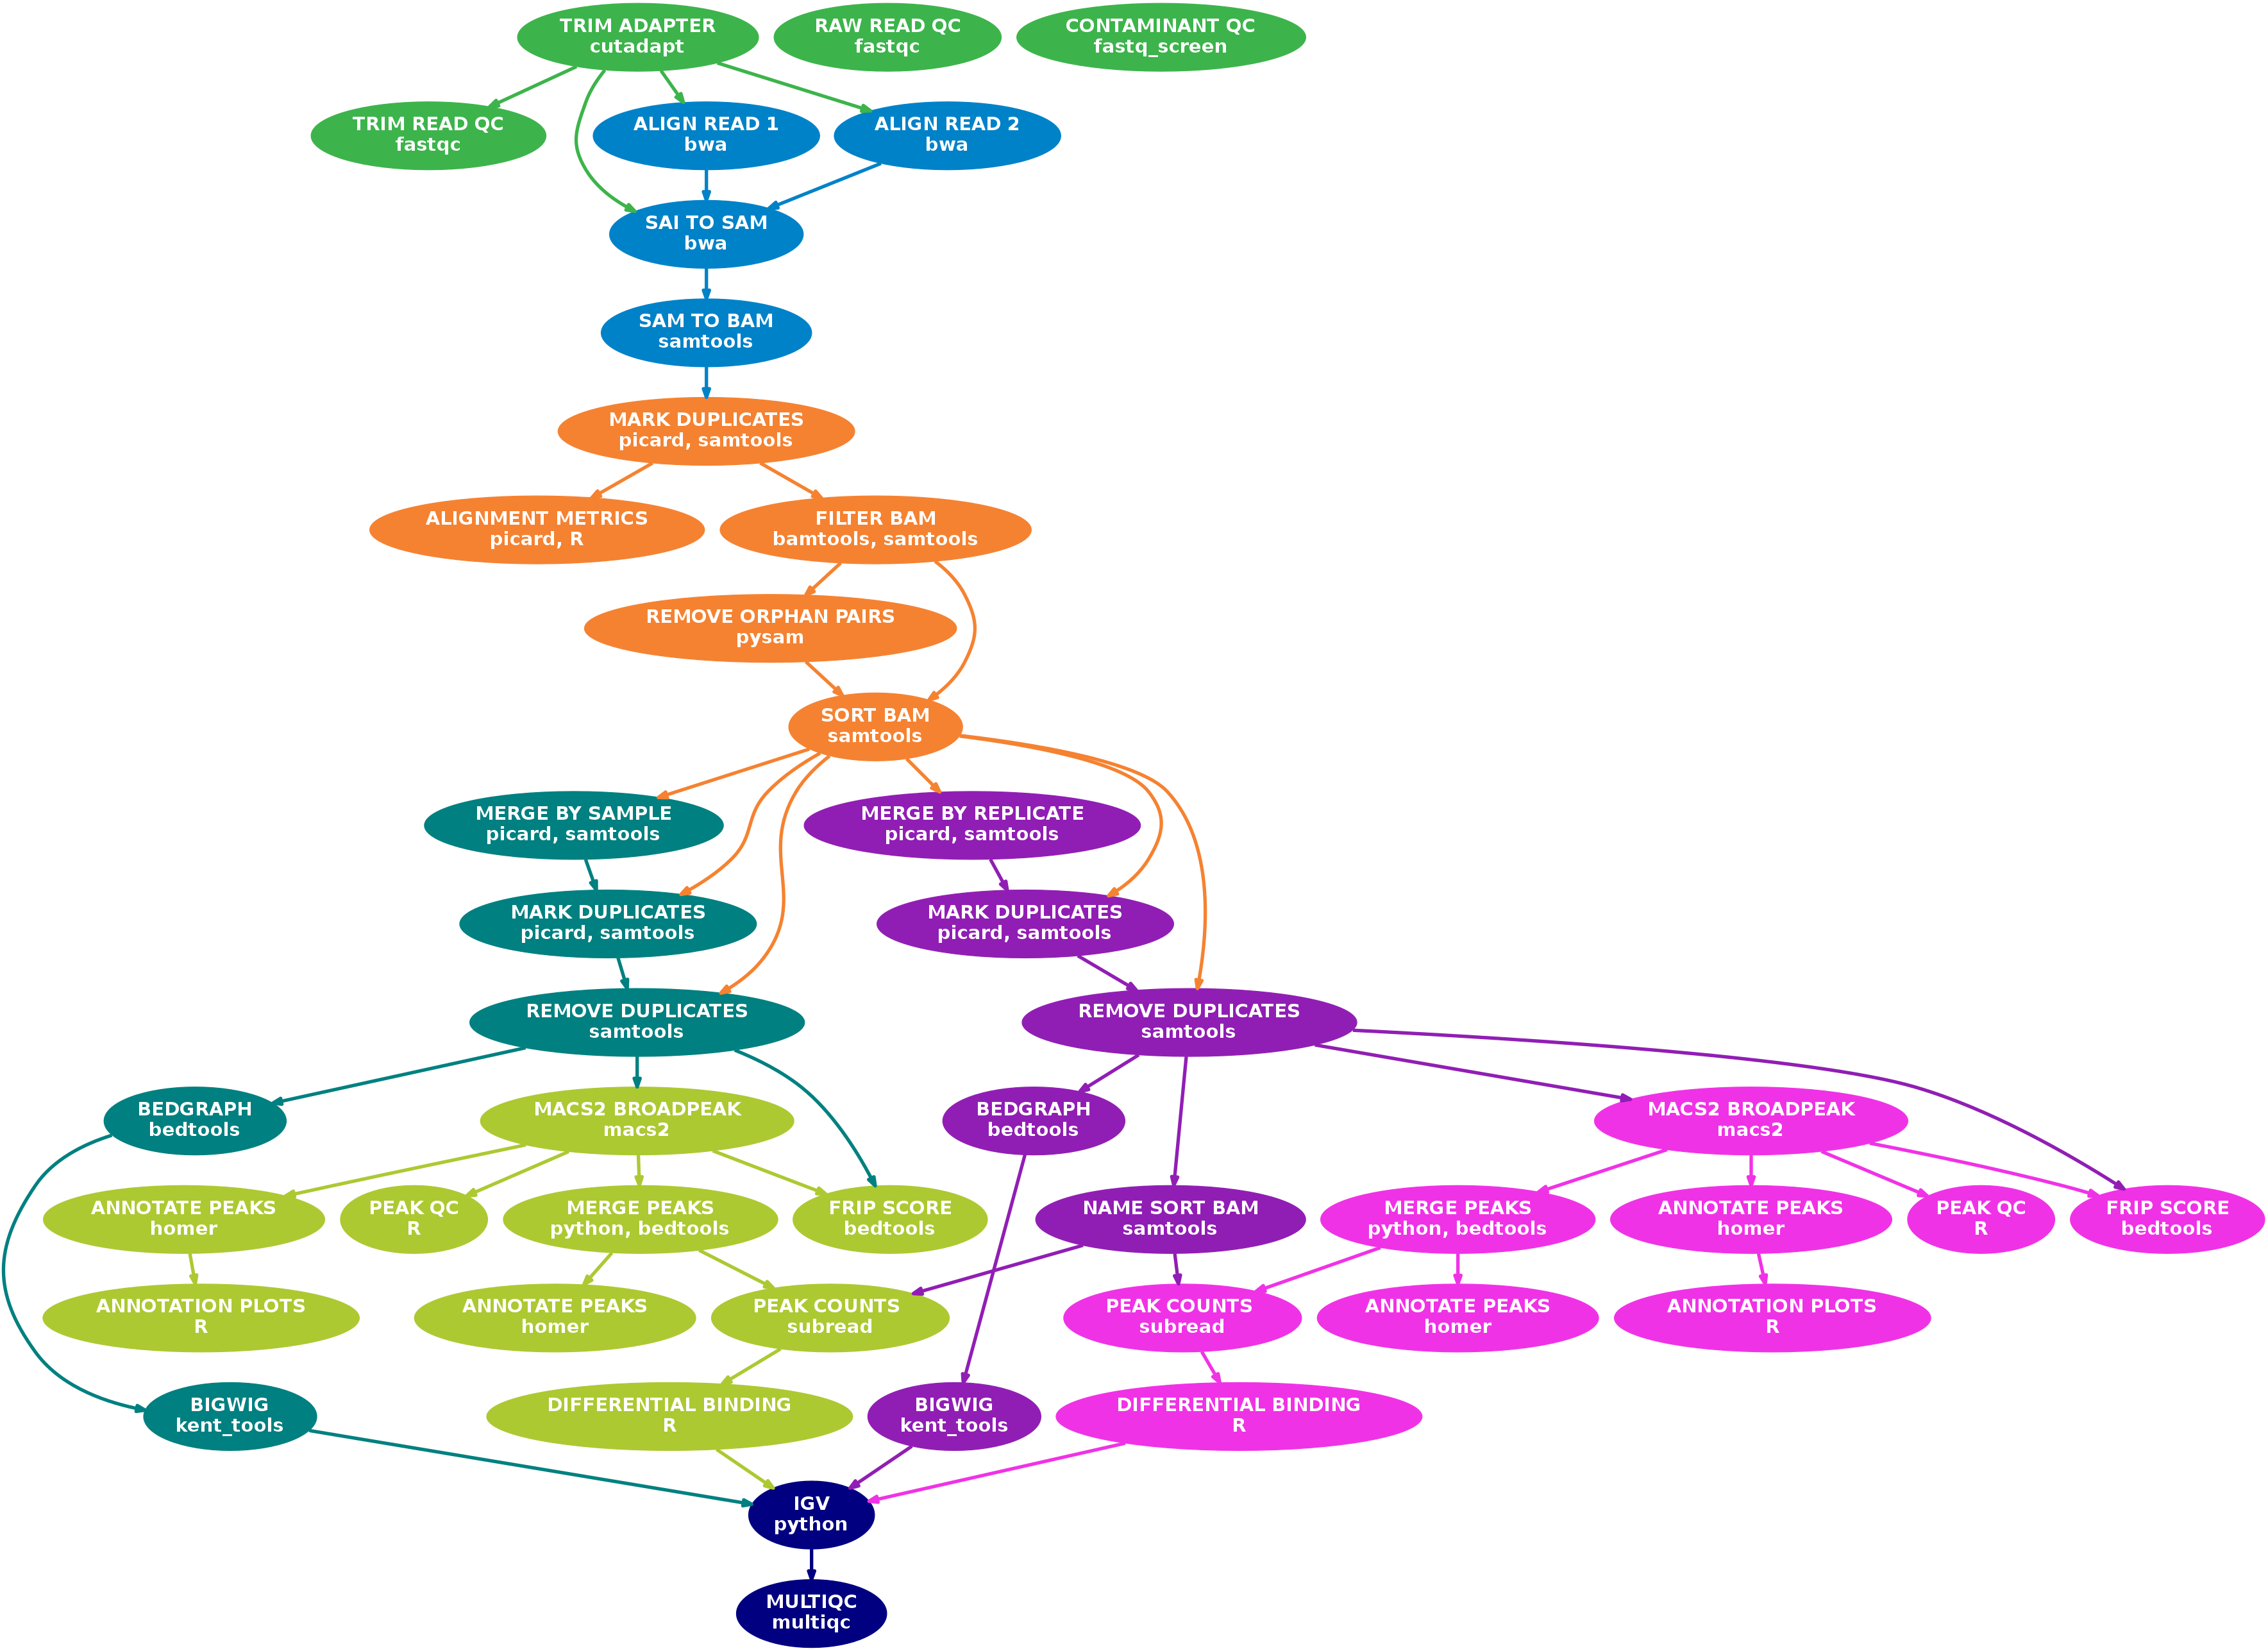 TRIM ADAPTER
cutadapt
RAW READ QC
fastqc
CONTAMINANT QC
fastq_screen
TRIM READ QC
fastqc
ALIGN READ 1
bwa
ALIGN READ 2
bwa
SAI TO SAM
bwa
SAM TO BAM
samtools
MARK DUPLICATES
picard, samtools
ALIGNMENT METRICS
picard, R
FILTER BAM
bamtools, samtools
REMOVE ORPHAN PAIRS
pysam
SORT BAM
samtools
MERGE BY SAMPLE
picard, samtools
MERGE BY REPLICATE
picard, samtools
MARK DUPLICATES
picard, samtools
MARK DUPLICATES
picard, samtools
REMOVE DUPLICATES
samtools
REMOVE DUPLICATES
samtools
BEDGRAPH
bedtools
MACS2 BROADPEAK
macs2
BEDGRAPH
bedtools
MACS2 BROADPEAK
macs2
ANNOTATE PEAKS
homer
PEAK QC
R
MERGE PEAKS
python, bedtools
FRIP SCORE
bedtools
NAME SORT BAM
samtools
MERGE PEAKS
python, bedtools
ANNOTATE PEAKS
homer
PEAK QC
R
FRIP SCORE
bedtools
ANNOTATION PLOTS
R
ANNOTATE PEAKS
homer
PEAK COUNTS
subread
PEAK COUNTS
subread
ANNOTATE PEAKS
homer
ANNOTATION PLOTS
R
BIGWIG
kent_tools
DIFFERENTIAL BINDING
R
BIGWIG
kent_tools
DIFFERENTIAL BINDING
R
IGV
python
MULTIQC
multiqc